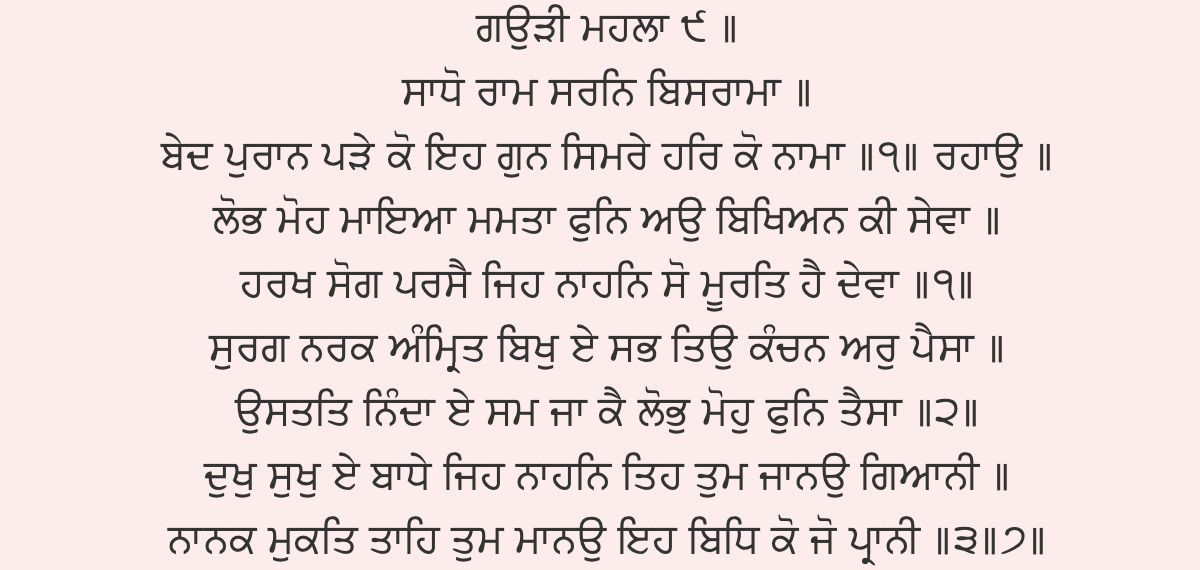 ਗਉੜੀ ਮਹਲਾ ੯ ॥
ਸਾਧੋ ਰਾਮ ਸਰਨਿ ਬਿਸਰਾਮਾ ॥
ਬੇਦ ਪੁਰਾਨ ਪੜੇ ਕੋ ਇਹ ਗੁਨ ਸਿਮਰੇ ਹਰਿ ਕੋ ਨਾਮਾ ॥੧॥ ਰਹਾਉ ॥
ਲੋਭ ਮੋਹ ਮਾਇਆ ਮਮਤਾ ਫੁਨਿ ਅਉ ਬਿਖਿਅਨ ਕੀ ਸੇਵਾ ॥
ਹਰਖ ਸੋਗ ਪਰਸੈ ਜਿਹ ਨਾਹਨਿ ਸੋ ਮੂਰਤਿ ਹੈ ਦੇਵਾ ॥੧॥
ਸੁਰਗ ਨਰਕ ਅੰਮ੍ਰਿਤ ਬਿਖੁ ਏ ਸਭ ਤਿਉ ਕੰਚਨ ਅਰੁ ਪੈਸਾ ॥
ਉਸਤਤਿ ਨਿੰਦਾ ਏ ਸਮ ਜਾ ਕੈ ਲੋਭੁ ਮੋਹੁ ਫੁਨਿ ਤੈਸਾ ॥੨॥
ਦੁਖੁ ਸੁਖੁ ਏ ਬਾਧੇ ਜਿਹ ਨਾਹਨਿ ਤਿਹ ਤੁਮ ਜਾਨਉ ਗਿਆਨੀ ॥
ਨਾਨਕ ਮੁਕਤਿ ਤਾਹਿ ਤੁਮ ਮਾਨਉ ਇਹ ਬਿਧਿ ਕੋ ਜੋ ਪ੍ਰਾਨੀ ॥੩॥੭॥